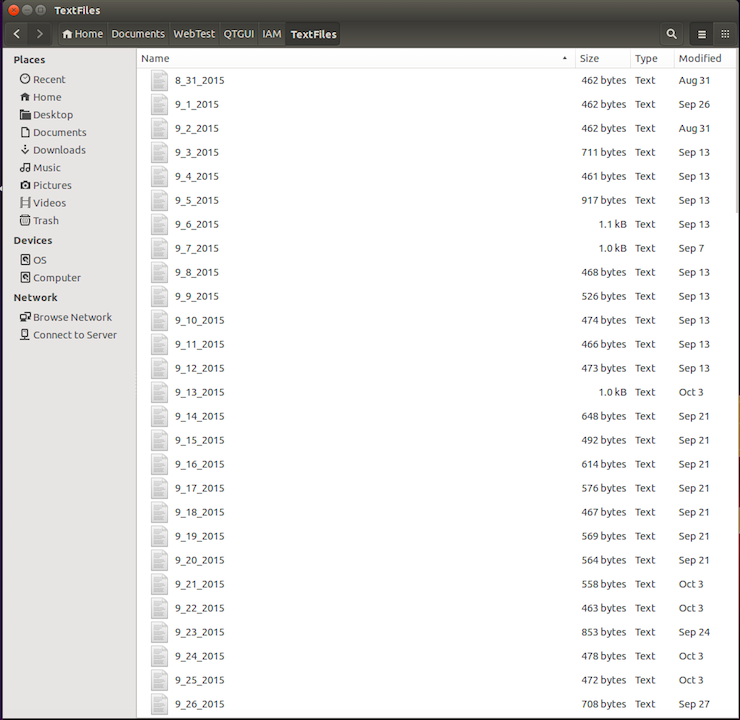 TextFiles
Home Documents WebTest QTGUI IAM TextFiles
Places
Recent
Home
Desktop
Documents
Downloads
Music
Pictures
Videos
Trash
Devices
OS
Computer
Network
Browse Network
Connect to Server
Name Size Type Modified
8_31_2015 462 bytes Text Aug 31
9_1_2015 462 bytes Text Sep 26
9_2_2015 462 bytes Text Aug 31
9_3_2015 711 bytes Text Sep 13
9_4_2015 461 bytes Text Sep 13
9_5_2015 917 bytes Text Sep 13
9_6_2015 1.1 kB Text Sep 13
9_7_2015 1.0 kB Text Sep 7
9_8_2015 468 bytes Text Sep 13
9_9_2015 526 bytes Text Sep 13
9_10_2015 474 bytes Text Sep 13
9_11_2015 466 bytes Text Sep 13
9_12_2015 473 bytes Text Sep 13
9_13_2015 1.0 kB Text Oct 3
9_14_2015 648 bytes Text Sep 21
9_15_2015 492 bytes Text Sep 21
9_16_2015 614 bytes Text Sep 21
9_17_2015 576 bytes Text Sep 21
9_18_2015 467 bytes Text Sep 21
9_19_2015 569 bytes Text Sep 21
9_20_2015 564 bytes Text Sep 21
9_21_2015 558 bytes Text Oct 3
9_22_2015 463 bytes Text Oct 3
9_23_2015 853 bytes Text Sep 24
9_24_2015 478 bytes Text Oct 3
9_25_2015 472 bytes Text Oct 3
9_26_2015 708 bytes Text Sep 27